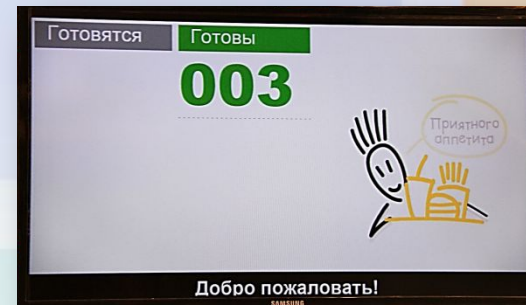 Готовятся Готовы
003
Приятного
аппетита
Добро пожаловать!
SAMSUNG